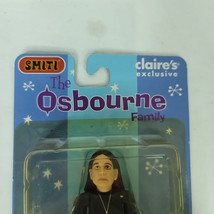 SMITI
claire's
exclusive
The
Osbourne
Family